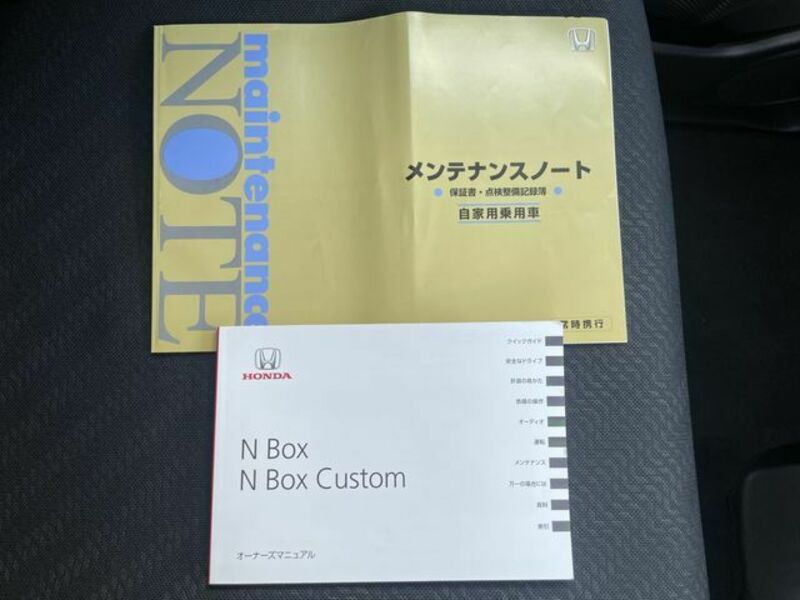 maintenance
NOTE
メンテナンスノート
保証書・点検整備記録簿
自家用乗用車
常時携行
HONDA
N Box
N Box Custom
オーナーズマニュアル
クイックガイド
安全なドライブ
計器の見かた
各部の操作
オーディオ
運転
メンテナンス
万一の場合には
資料
索引